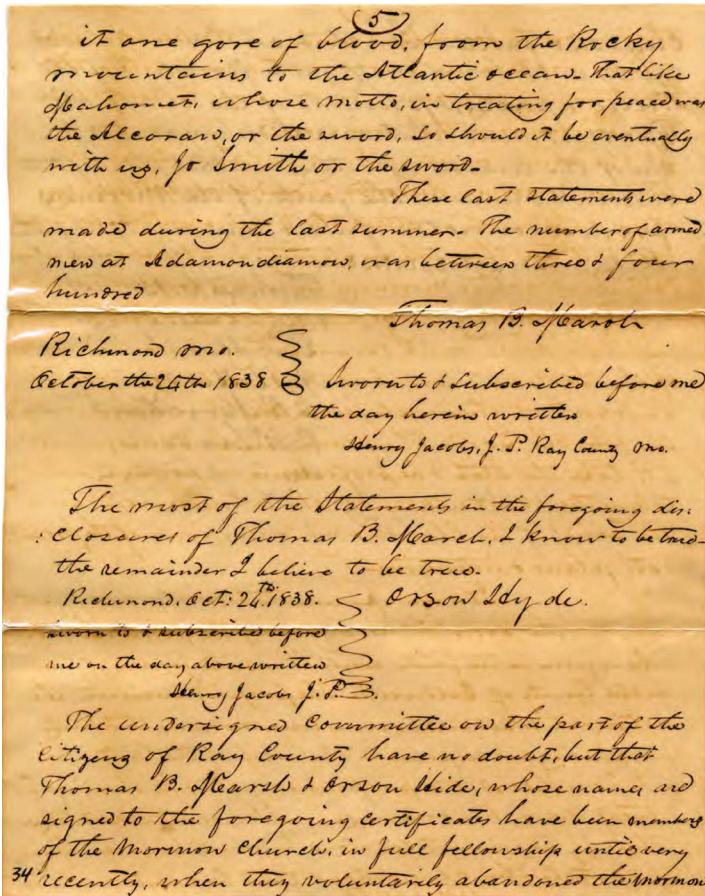 5
it one gore of blood, from the Rocky
mountains to the Atlantic ocean. That like
Mahomet, whose motto, in treating for peace was
the Alcoran, or the sword, So should it be eventually
with us, Jo Smith or the sword.
These last statements were
made during the last summer. The number of armed
men at Adamondiamon, was between three & four
hundred
Thomas B. Marsh
Richmond Mo.
October the 24th 1838
Sworn to & Subscribed before me
the day herein written
Henry Jacobs, J. P. Ray County Mo.
The most of the Statements in the foregoing dis:
:closures of Thomas B. March, I know to be true
the remainder I believe to be true.
Richmond, Oct: 24th. 1838.
Orson Hyde.
sworn to & subscribed before
me on the day above written
Henry Jacobs J. P.
The undersigned Committee on the part of the
Citizens of Ray County have no doubt, but that
Thomas B. Marsh & Orson Hide, whose names are
signed to the foregoing certificates have been members
of the Mormon Church, in full fellowship until very
34 recently, when they voluntarily abandoned the Mormon